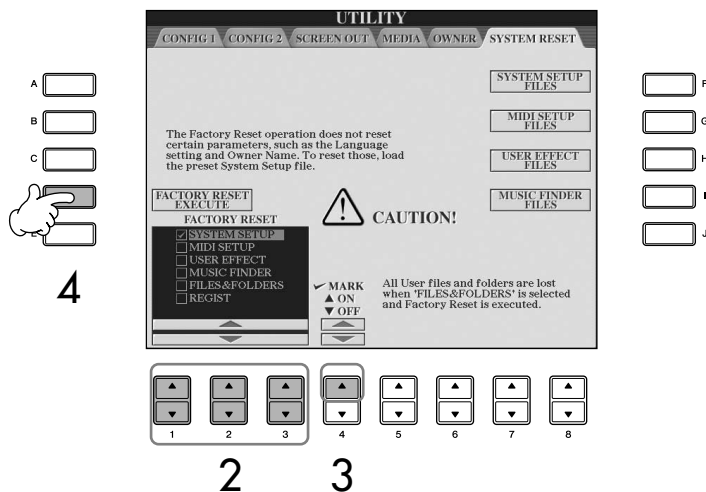 UTILITY
CONFIG 1 CONFIG 2 SCREEN OUT MEDIA OWNER SYSTEM RESET
SYSTEM SETUP
FILES
MIDI SETUP
FILES
USER EFFECT
FILES
MUSIC FINDER
FILES
The Factory Reset operation does not reset
certain parameters, such as the Language
setting and Owner Name. To reset those, load
the preset System Setup file.
FACTORY RESET
EXECUTE
CAUTION!
FACTORY RESET
SYSTEM SETUP
MIDI SETUP
USER EFFECT
MUSIC FINDER
FILES&FOLDERS
REGIST
MARK
▲ ON
▼ OFF
All User files and folders are lost
when 'FILES&FOLDERS' is selected
and Factory Reset is executed.
A
B
C
4
F
G
H
I
J
1 2 3 4 5 6 7 8
2 3